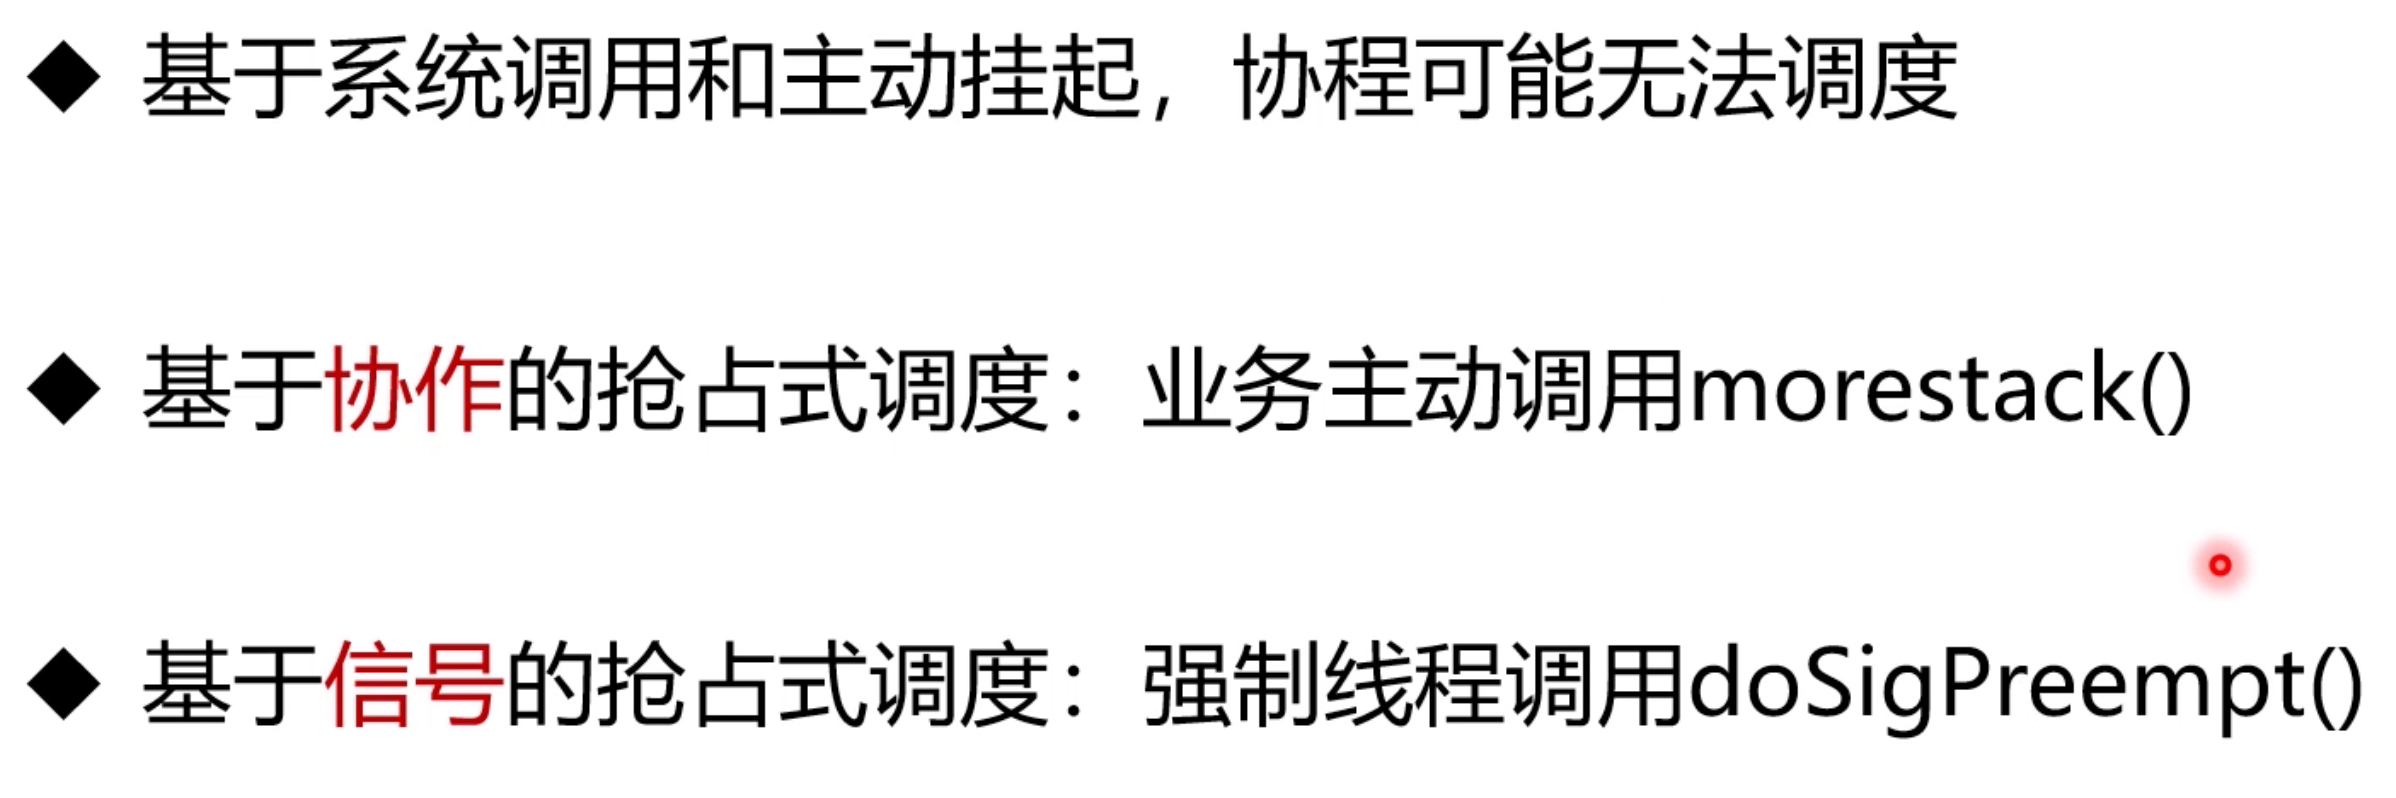 ◆ 基于系统调用和主动挂起，协程可能无法调度
◆ 基于协作的抢占式调度：业务主动调用morestack()
◆ 基于信号的抢占式调度：强制线程调用doSigPreempt()